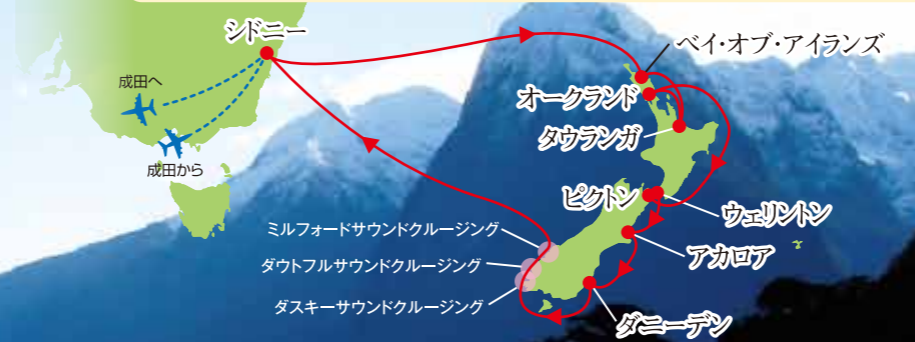 シドニー
ベイ・オブ・アイランズ
成田へ
オークランド
タウランガ
成田から
ピクトン
ウェリントン
ミルフォードサウンドクルージング
アカロア
ダウトフルサウンドクルージング
ダスキーサウンドクルージング
ダニーデン